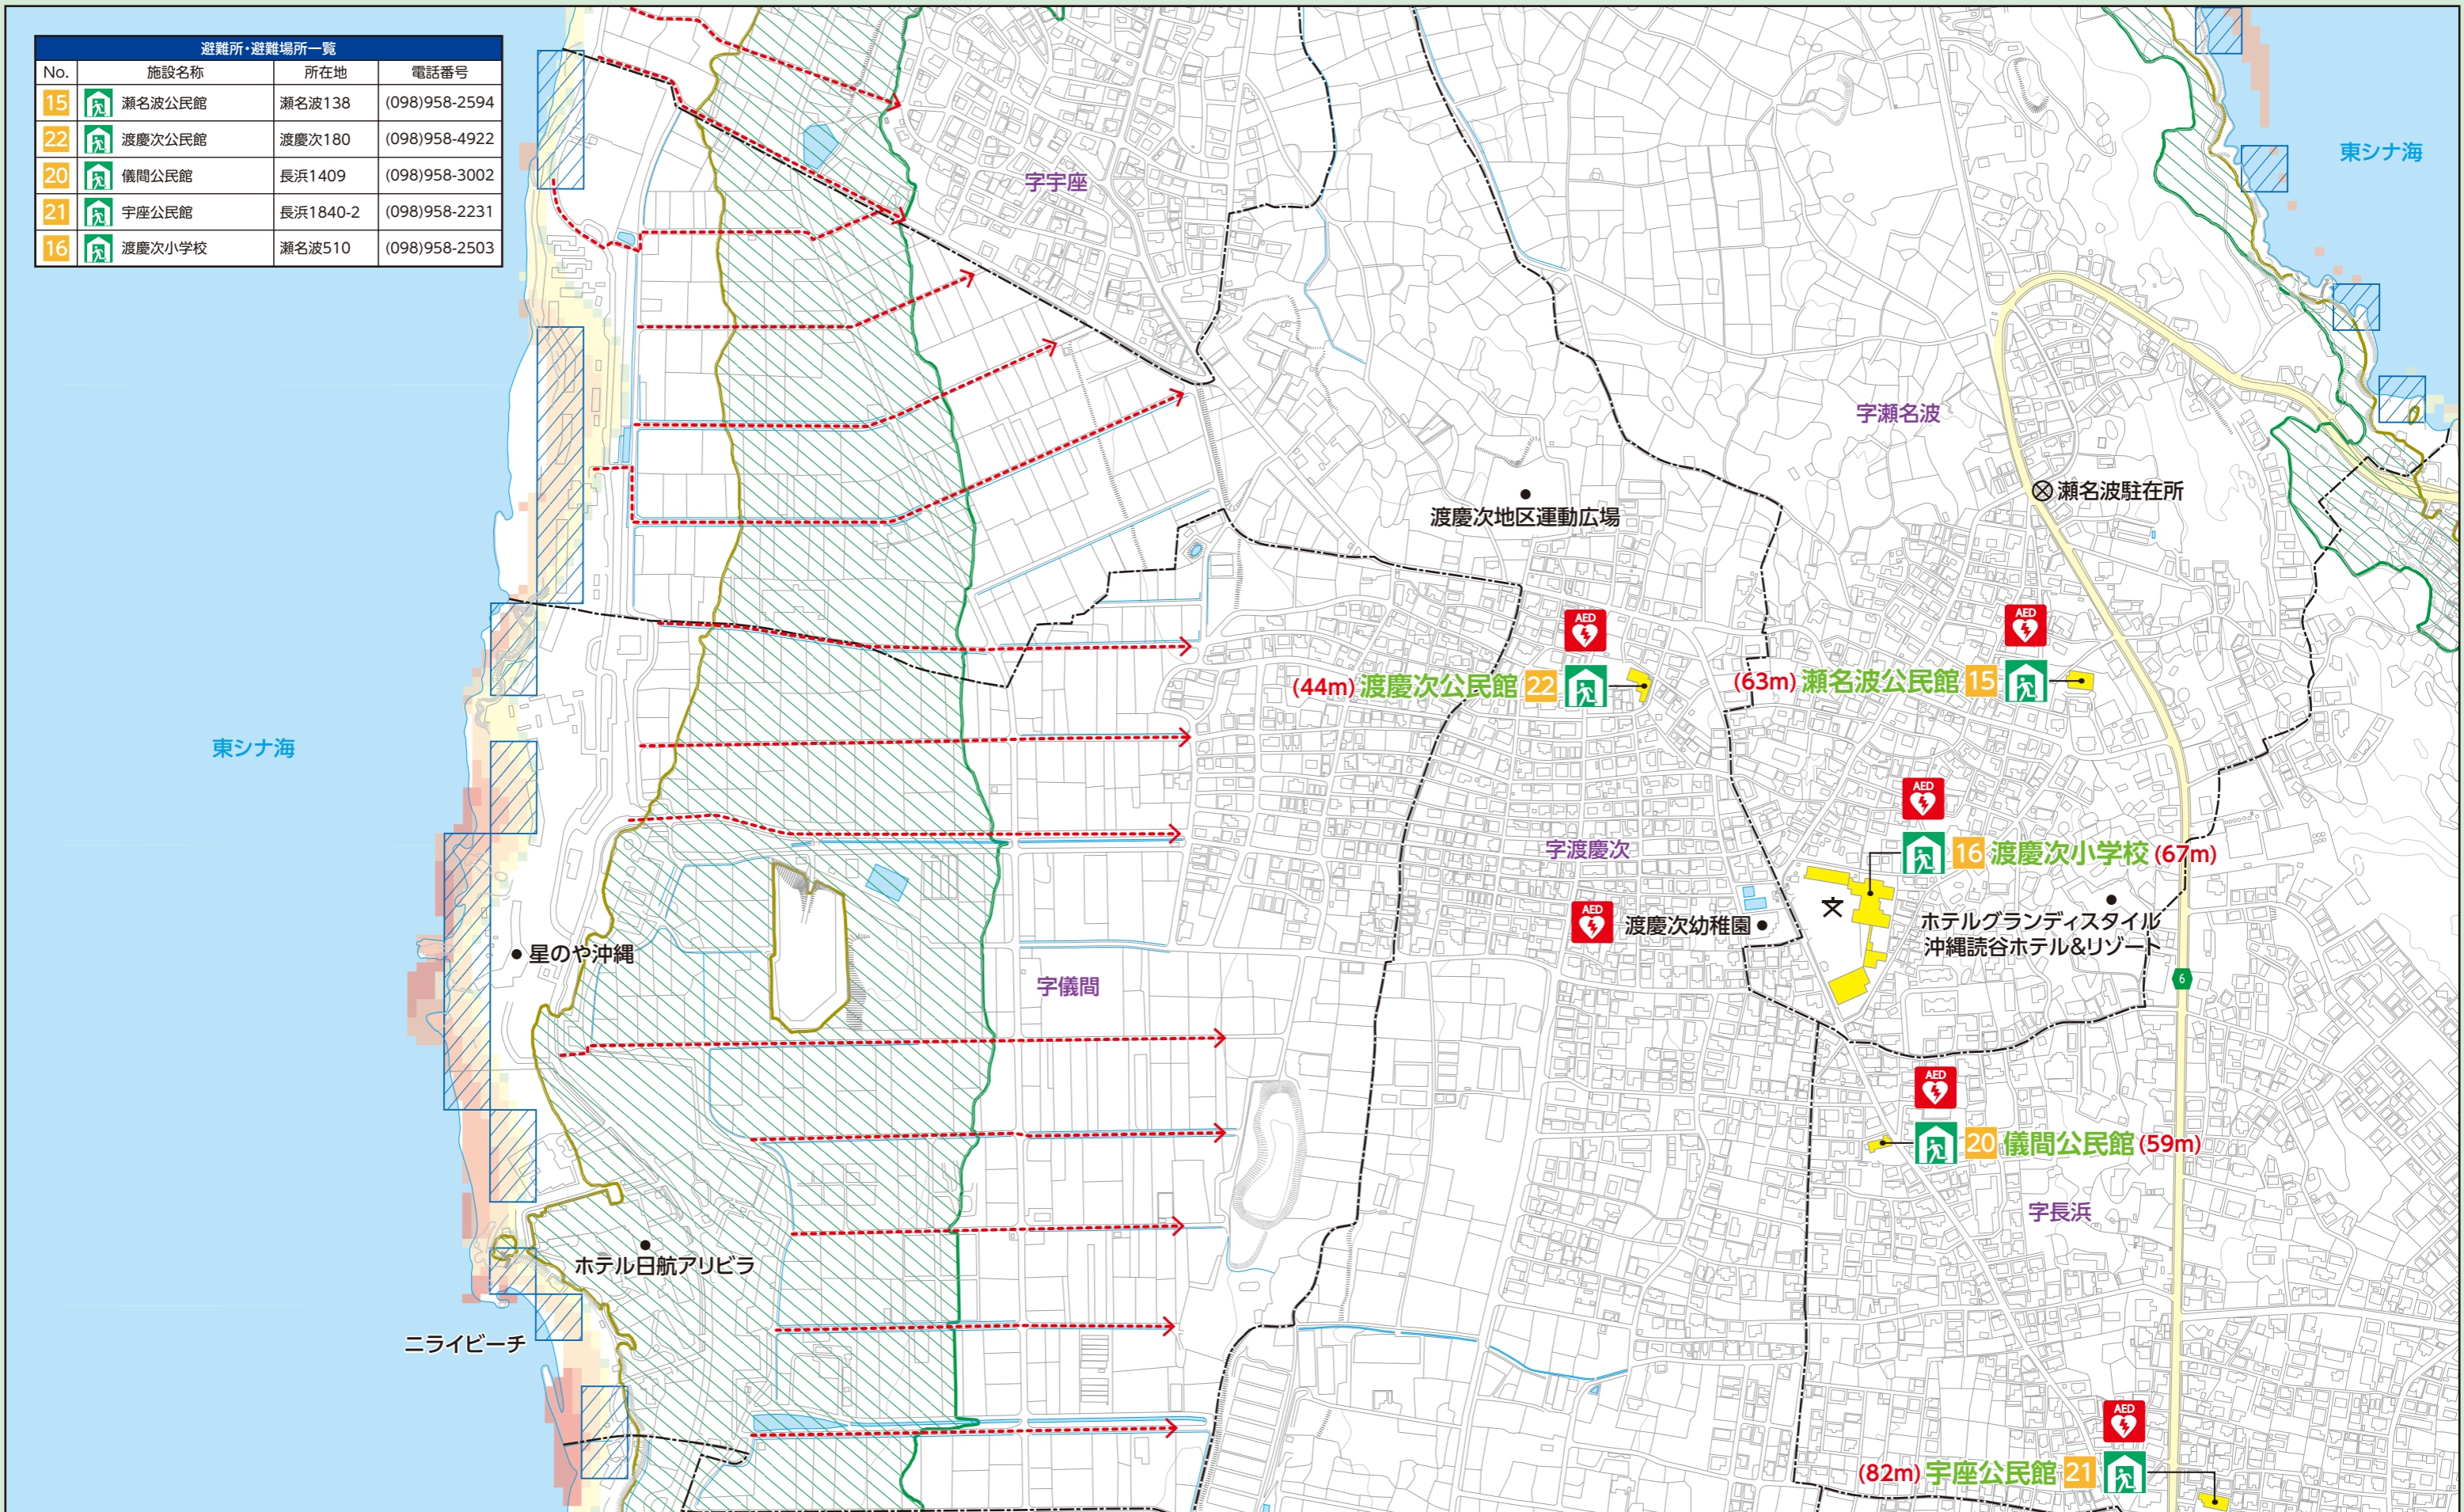 避難所・避難場所一覧
No. 施設名称 所在地 電話番号
15 瀬名波公民館 瀬名波138 (098)958-2594
22 渡慶次公民館 渡慶次180 (098)958-4922
20 儀間公民館 長浜1409 (098)958-3002
21 宇座公民館 長浜1840-2 (098)958-2231
16 渡慶次小学校 瀬名波510 (098)958-2503
東シナ海
字宇座
字瀬名波
瀬名波駐在所
渡慶次地区運動広場
AED
AED
(44m) 渡慶次公民館 22
(63m) 瀬名波公民館 15
東シナ海
AED
16 渡慶次小学校 (67m)
字渡慶次
AED
渡慶次幼稚園
文
ホテルグランディスタイル
沖縄読谷ホテル&リゾート
星のや沖縄
字儀間
6
AED
20 儀間公民館 (59m)
字長浜
ホテル日航アリビラ
ニライビーチ
AED
(82m) 宇座公民館 21